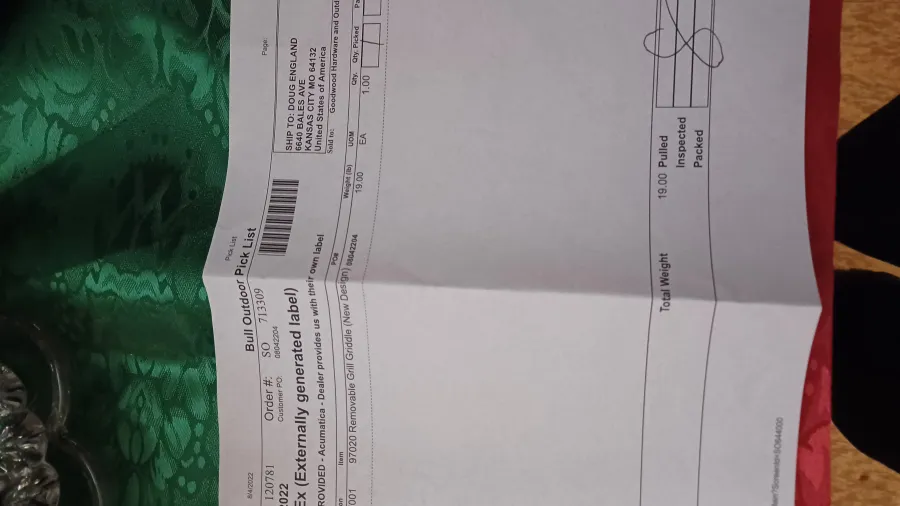 8/4/2022
Pick List
Page:
Bull Outdoor Pick List
120781 Order #: SO 713309
Customer PO: 08042204
SHIP TO: DOUG ENGLAND
6640 BALES AVE
KANSAS CITY MO 64132
United States of America
2022
Ex (Externally generated label)
ROVIDED - Acumatica - Dealer provides us with their own label
Sold to: Goodwood Hardware and Outd
on Item PO# Weight (lb) UOM Qty. Qty. Picked Pa
001 97020 Removable Grill Griddle (New Design) 08042204 19.00 EA 1.00
Total Weight 19.00 Pulled
Inspected
Packed